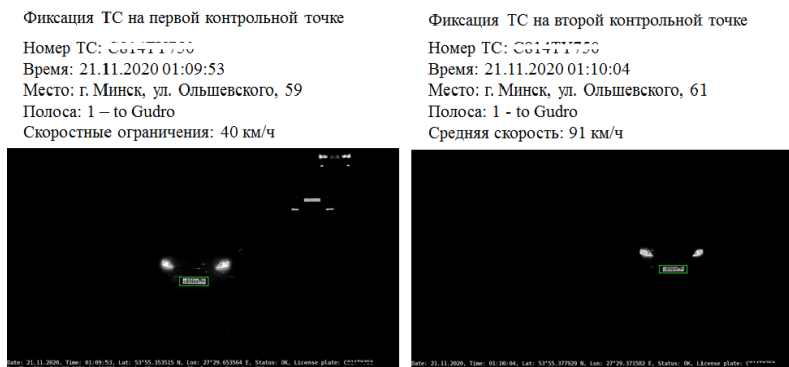 Фиксация ТС на первой контрольной точке
Номер ТС:
Время: 21.11.2020 01:09:53
Место: г. Минск, ул. Ольшевского, 59
Полоса: 1 – to Gudro
Скоростные ограничения: 40 км/ч
Date: 21.11.2020, Time: 01:09:53, Lat: 53°55.353515 N, Lon: 27°29.653564 E, Status: OK, License plate:
Фиксация ТС на второй контрольной точке
Номер ТС:
Время: 21.11.2020 01:10:04
Место: г. Минск, ул. Ольшевского, 61
Полоса: 1 - to Gudro
Средняя скорость: 91 км/ч
Date: 21.11.2020, Time: 01:10:04, Lat: 53°55.377929 N, Lon: 27°29.371582 E, Status: OK, License plate: